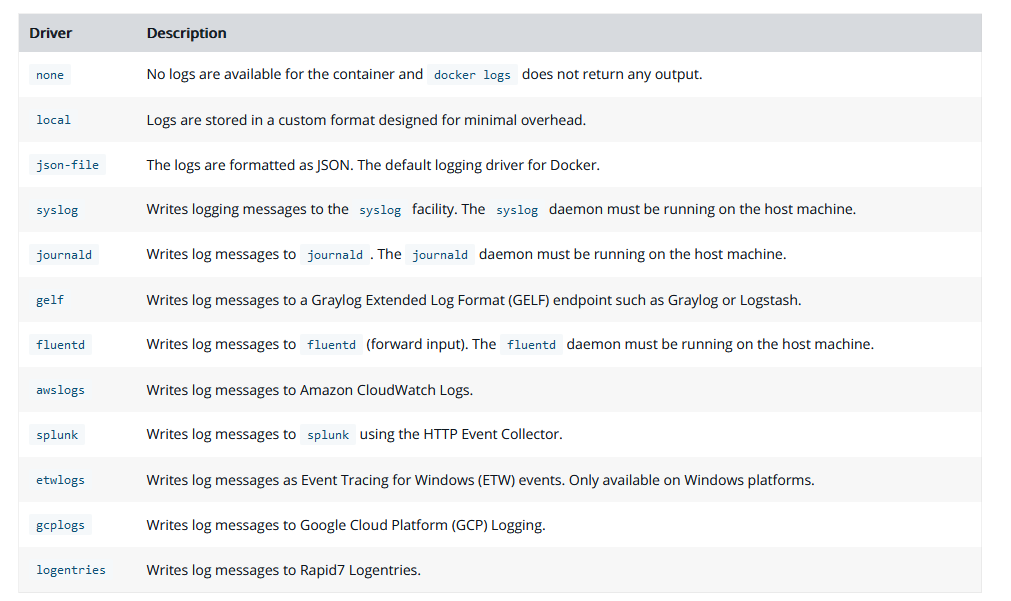 Driver Description
none No logs are available for the container and docker logs does not return any output.
local Logs are stored in a custom format designed for minimal overhead.
json-file The logs are formatted as JSON. The default logging driver for Docker.
syslog Writes logging messages to the syslog facility. The syslog daemon must be running on the host machine.
journald Writes log messages to journald . The journald daemon must be running on the host machine.
gelf Writes log messages to a Graylog Extended Log Format (GELF) endpoint such as Graylog or Logstash.
fluentd Writes log messages to fluentd (forward input). The fluentd daemon must be running on the host machine.
awslogs Writes log messages to Amazon CloudWatch Logs.
splunk Writes log messages to splunk using the HTTP Event Collector.
etwlogs Writes log messages as Event Tracing for Windows (ETW) events. Only available on Windows platforms.
gcplogs Writes log messages to Google Cloud Platform (GCP) Logging.
logentries Writes log messages to Rapid7 Logentries.